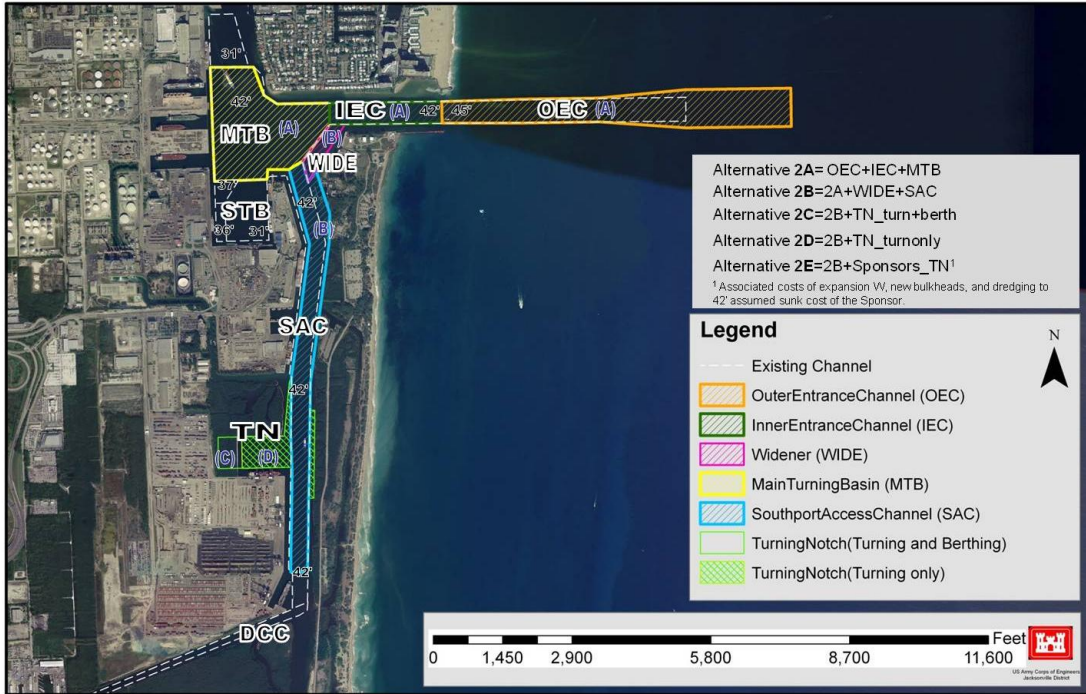 31'
42'
MTB
(A)
IEC (A)
42'
45'
OEC (A)
(B)
WIDE
37'
STB
36'
31'
42'
(B)
SAC
42'
TN
(C)
(D)
42'
DCC
Alternative 2A= OEC+IEC+MTB
Alternative 2B=2A+WIDE+SAC
Alternative 2C=2B+TN_turn+berth
Alternative 2D=2B+TN_turnonly
Alternative 2E=2B+Sponsors_TN¹
¹ Associated costs of expansion W, new bulkheads, and dredging to
42' assumed sunk cost of the Sponsor.
Legend
N
Existing Channel
OuterEntranceChannel (OEC)
InnerEntranceChannel (IEC)
Widener (WIDE)
MainTurningBasin (MTB)
SouthportAccessChannel (SAC)
TurningNotch(Turning and Berthing)
TurningNotch(Turning only)
Feet
0 1,450 2,900 5,800 8,700 11,600
US Army Corps of Engineers
Jacksonville District